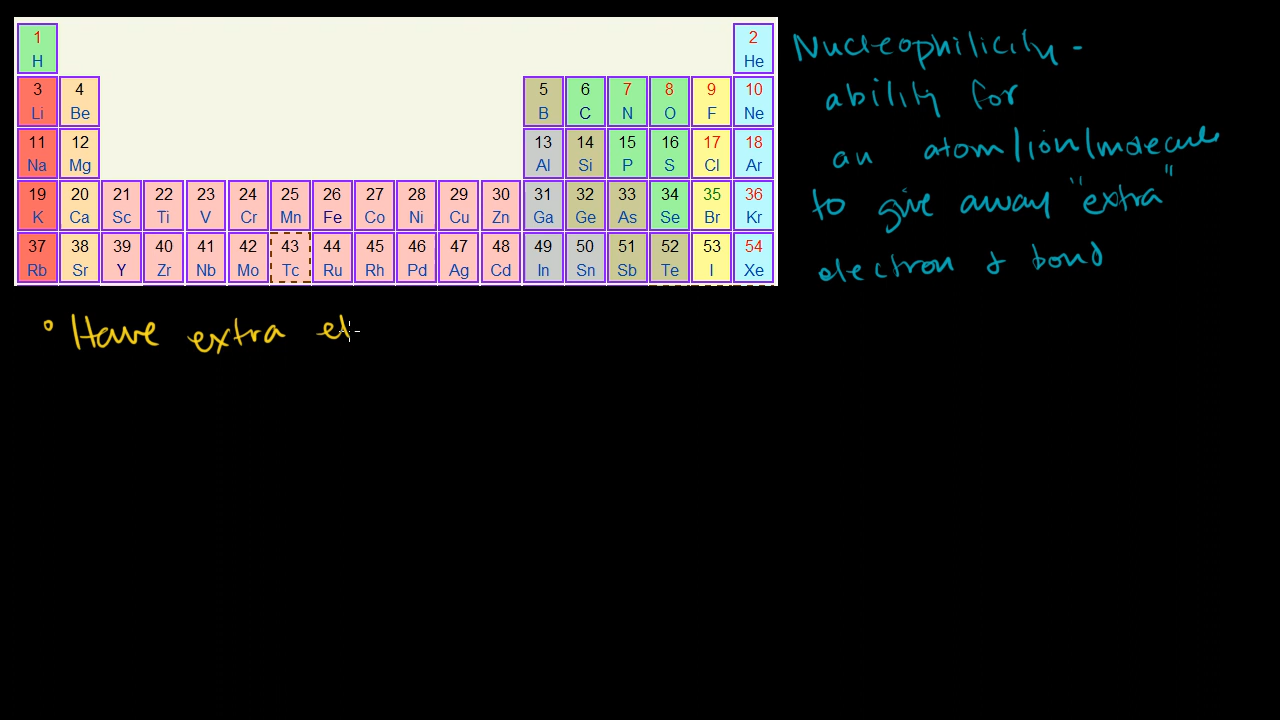 1 2
H He
3 4 5 6 7 8 9 10
Li Be B C N O F Ne
11 12 13 14 15 16 17 18
Na Mg Al Si P S Cl Ar
19 20 21 22 23 24 25 26 27 28 29 30 31 32 33 34 35 36
K Ca Sc Ti V Cr Mn Fe Co Ni Cu Zn Ga Ge As Se Br Kr
37 38 39 40 41 42 43 44 45 46 47 48 49 50 51 52 53 54
Rb Sr Y Zr Nb Mo Tc Ru Rh Pd Ag Cd In Sn Sb Te I Xe
Nucleophilicity -
ability for
an atom/ion/molecule
to give away "extra"
electron & bond
° Have extra el